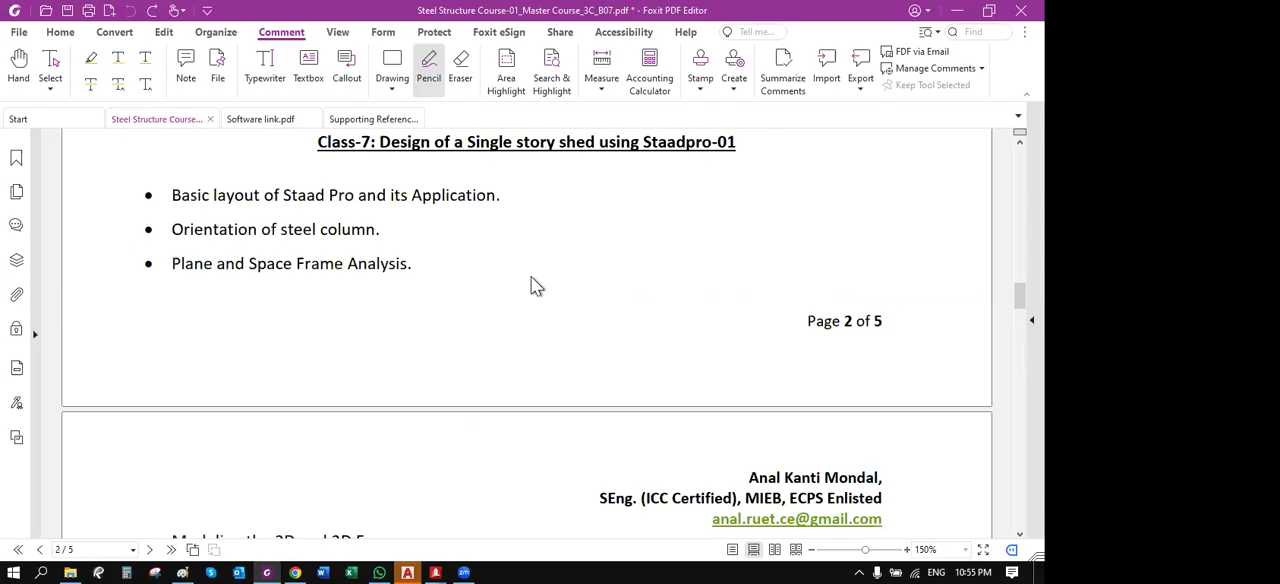 Steel Structure Course-01_Master Course_3C_B07.pdf * - Foxit PDF Editor
File Home Convert Edit Organize Comment View Form Protect Foxit eSign Share Accessibility Help Tell me... Find
Hand Select Note File Typewriter Textbox Callout Drawing Pencil Eraser Area Highlight Search & Highlight Measure Accounting Calculator Stamp Create Summarize Comments Import Export
FDF via Email
Manage Comments
Keep Tool Selected
Start Steel Structure Course... Software link.pdf Supporting Referenc...
Class-7: Design of a Single story shed using Staadpro-01
• Basic layout of Staad Pro and its Application.
• Orientation of steel column.
• Plane and Space Frame Analysis.
Page 2 of 5
Anal Kanti Mondal,
SEng. (ICC Certified), MIEB, ECPS Enlisted
anal.ruet.ce@gmail.com
2 / 5 150%
ENG 10:55 PM